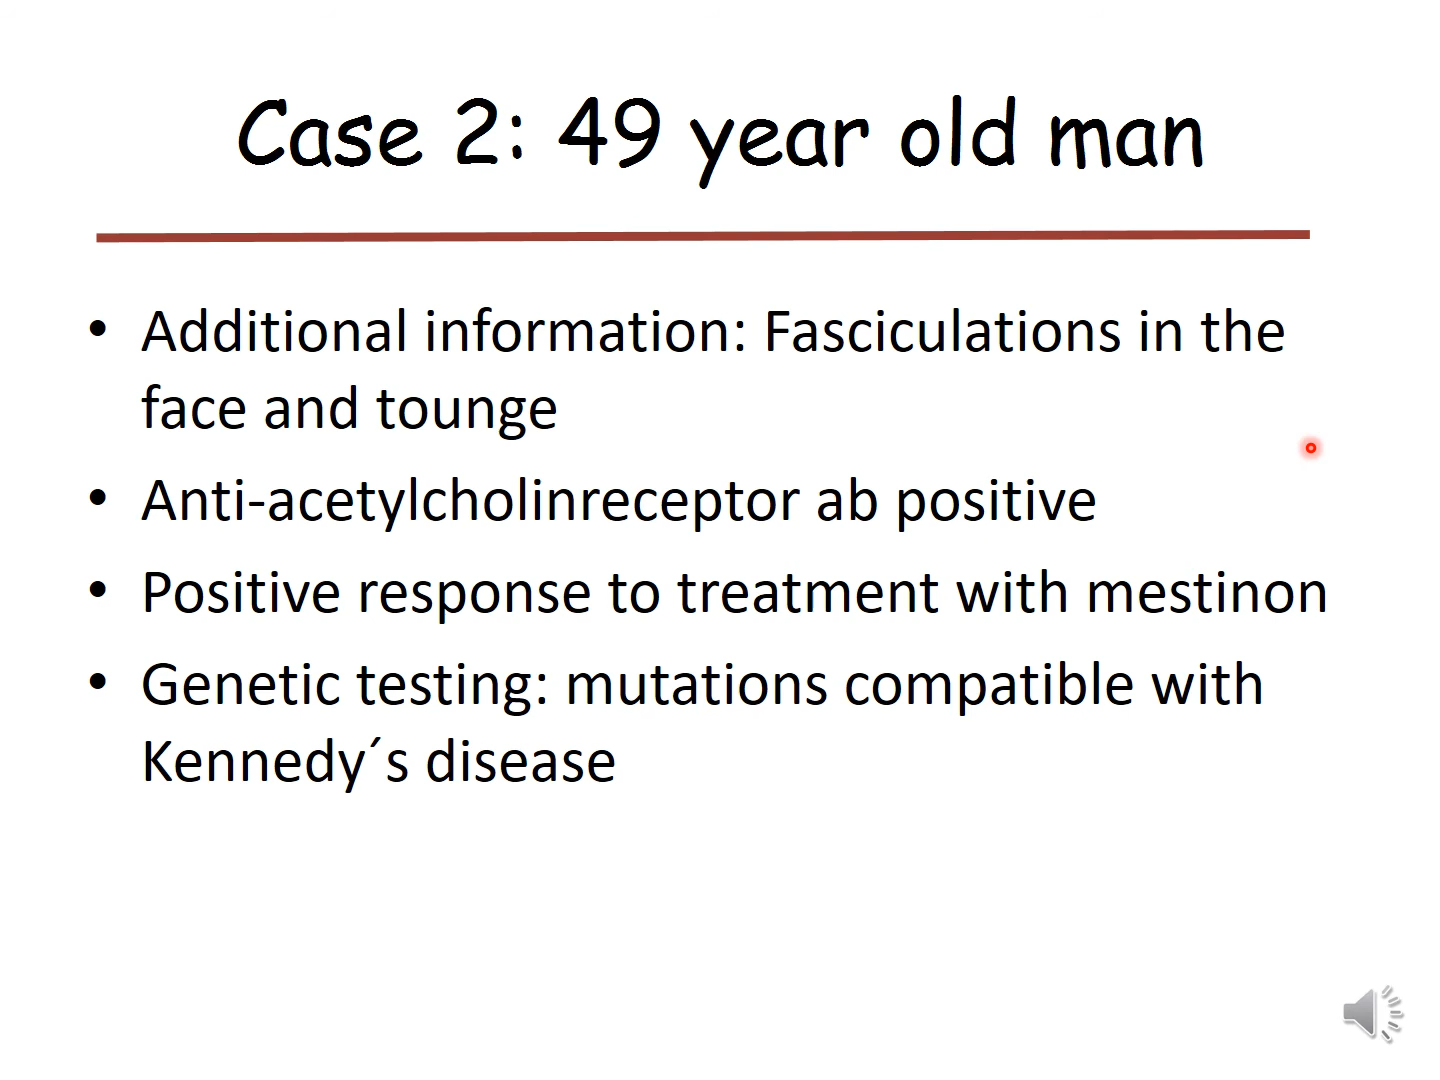 Case 2: 49 year old man
• Additional information: Fasciculations in the
face and tounge
• Anti-acetylcholinreceptor ab positive
• Positive response to treatment with mestinon
• Genetic testing: mutations compatible with
Kennedy´s disease